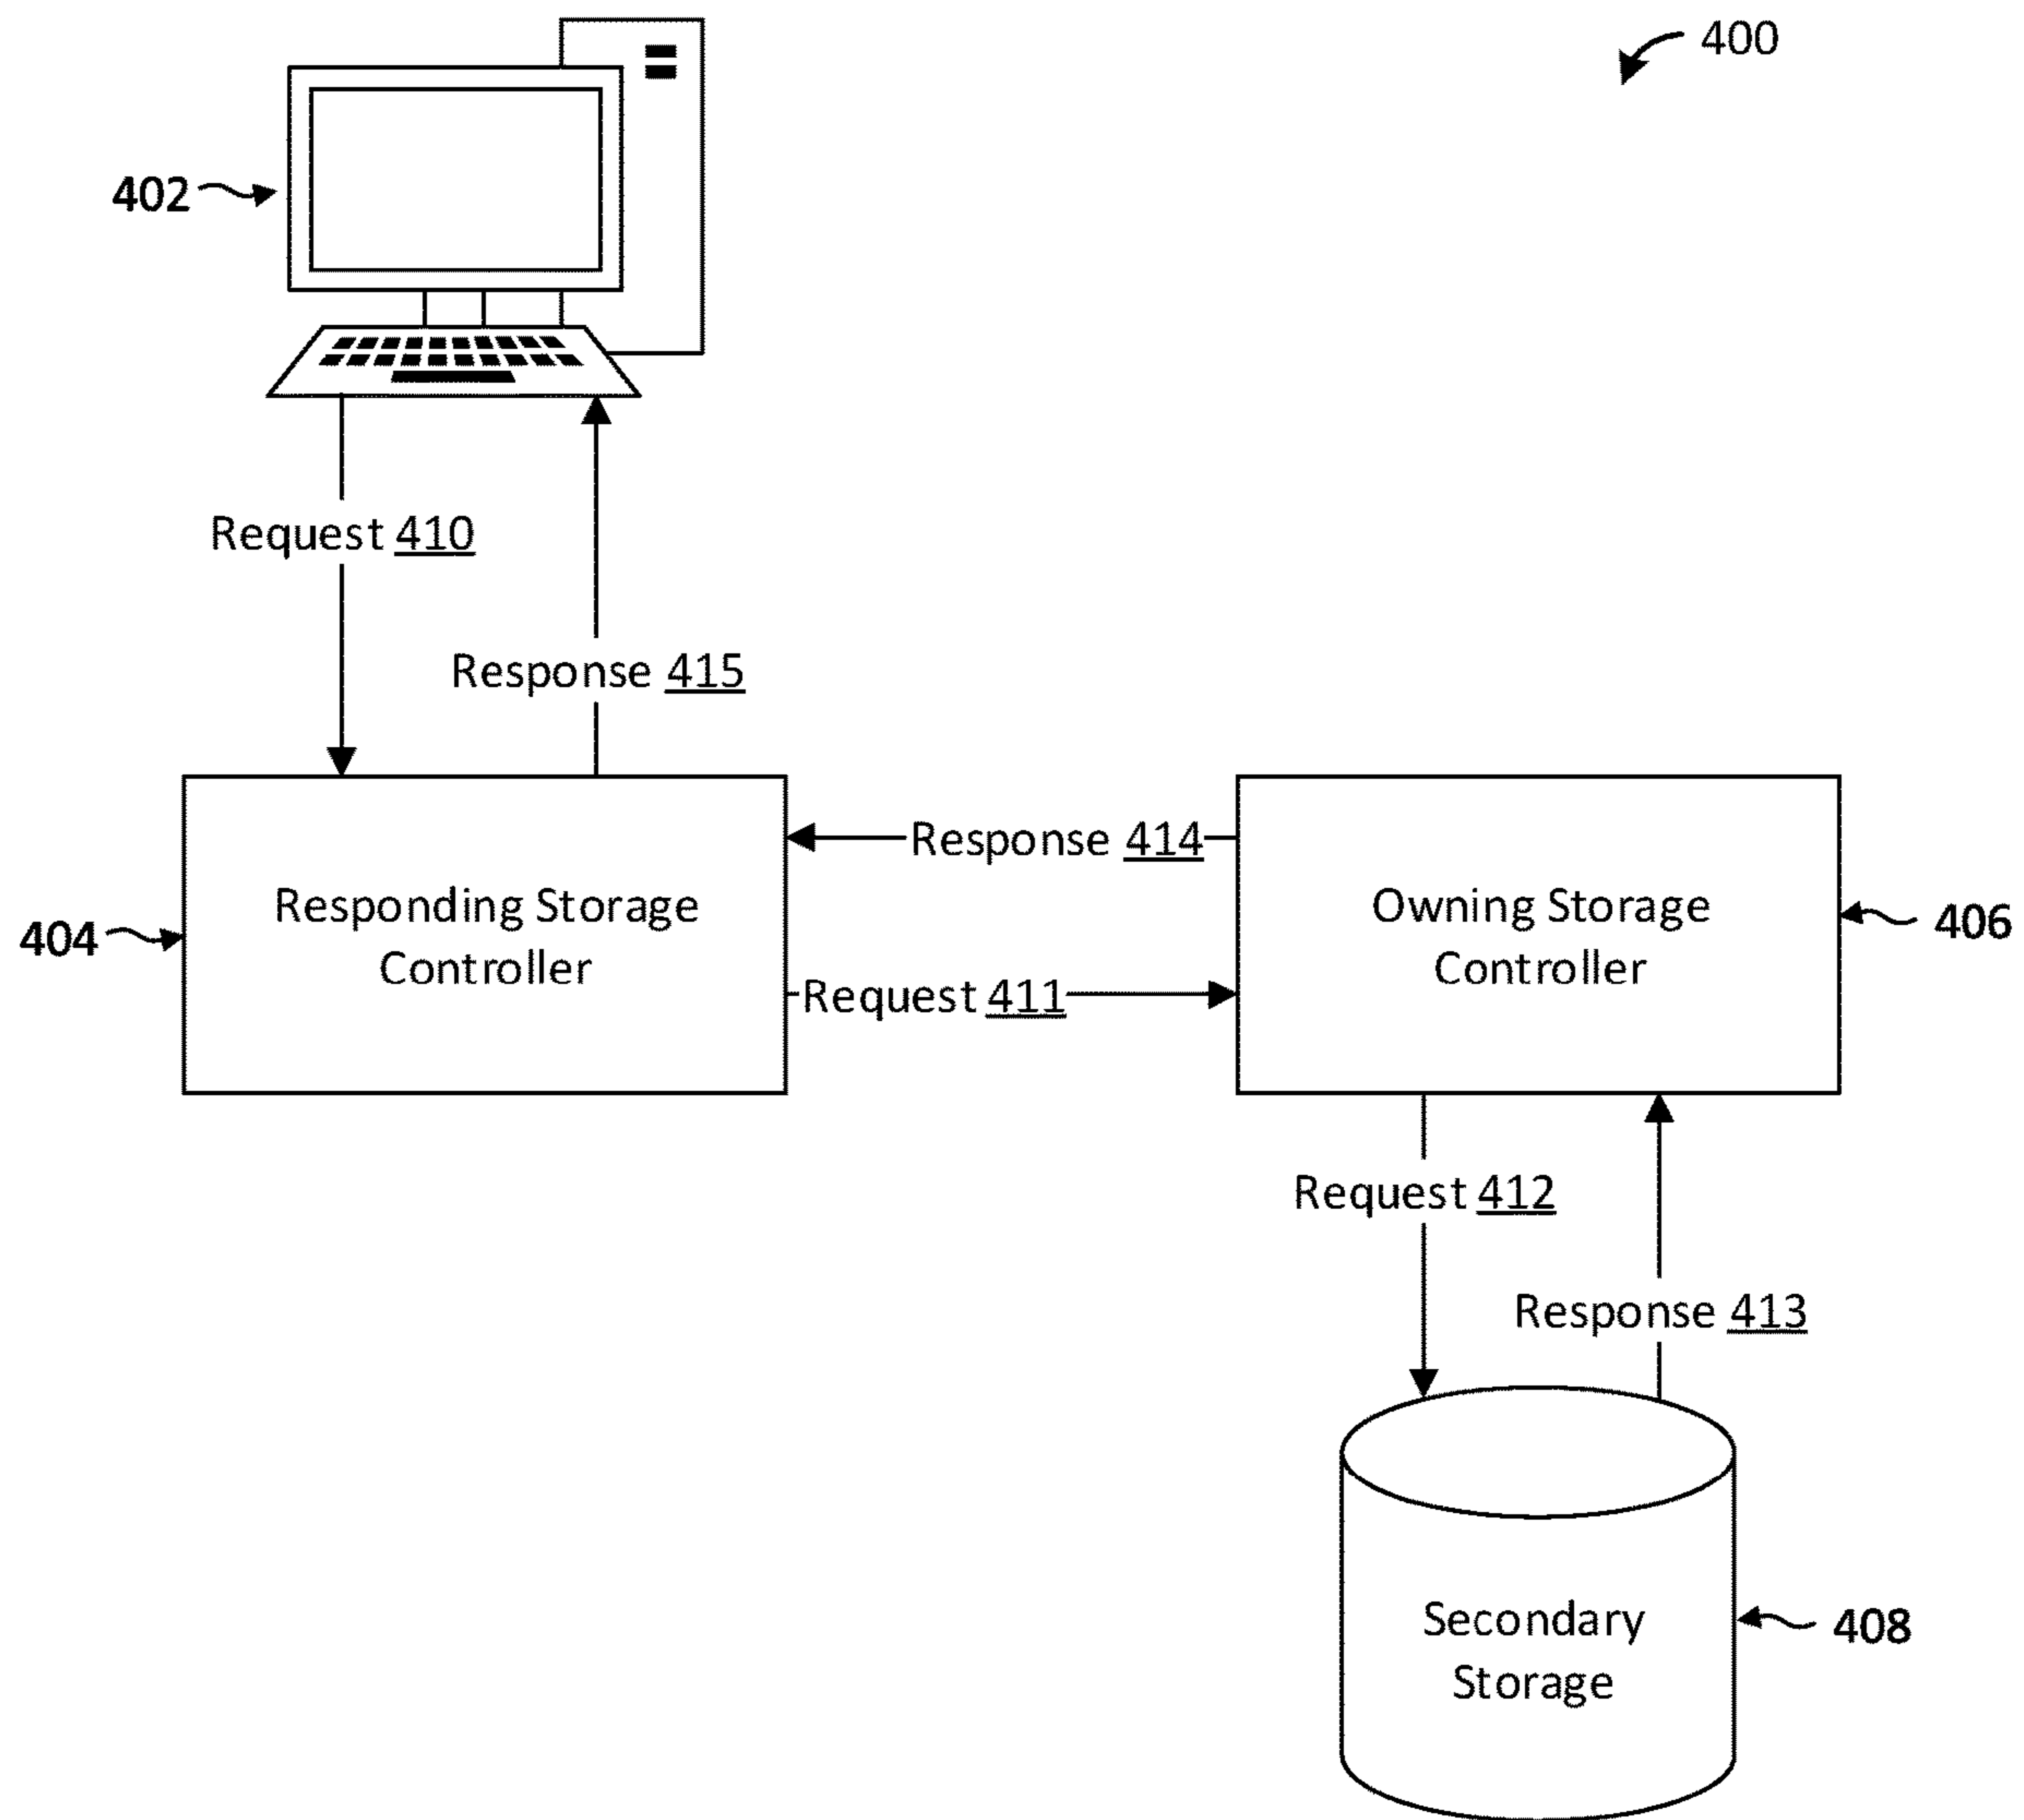 400
402
Request 410
Response 415
Response 414
Responding Storage
Controller
Owning Storage
Controller
404
406
Request 411
Request 412
Response 413
Secondary
Storage
408